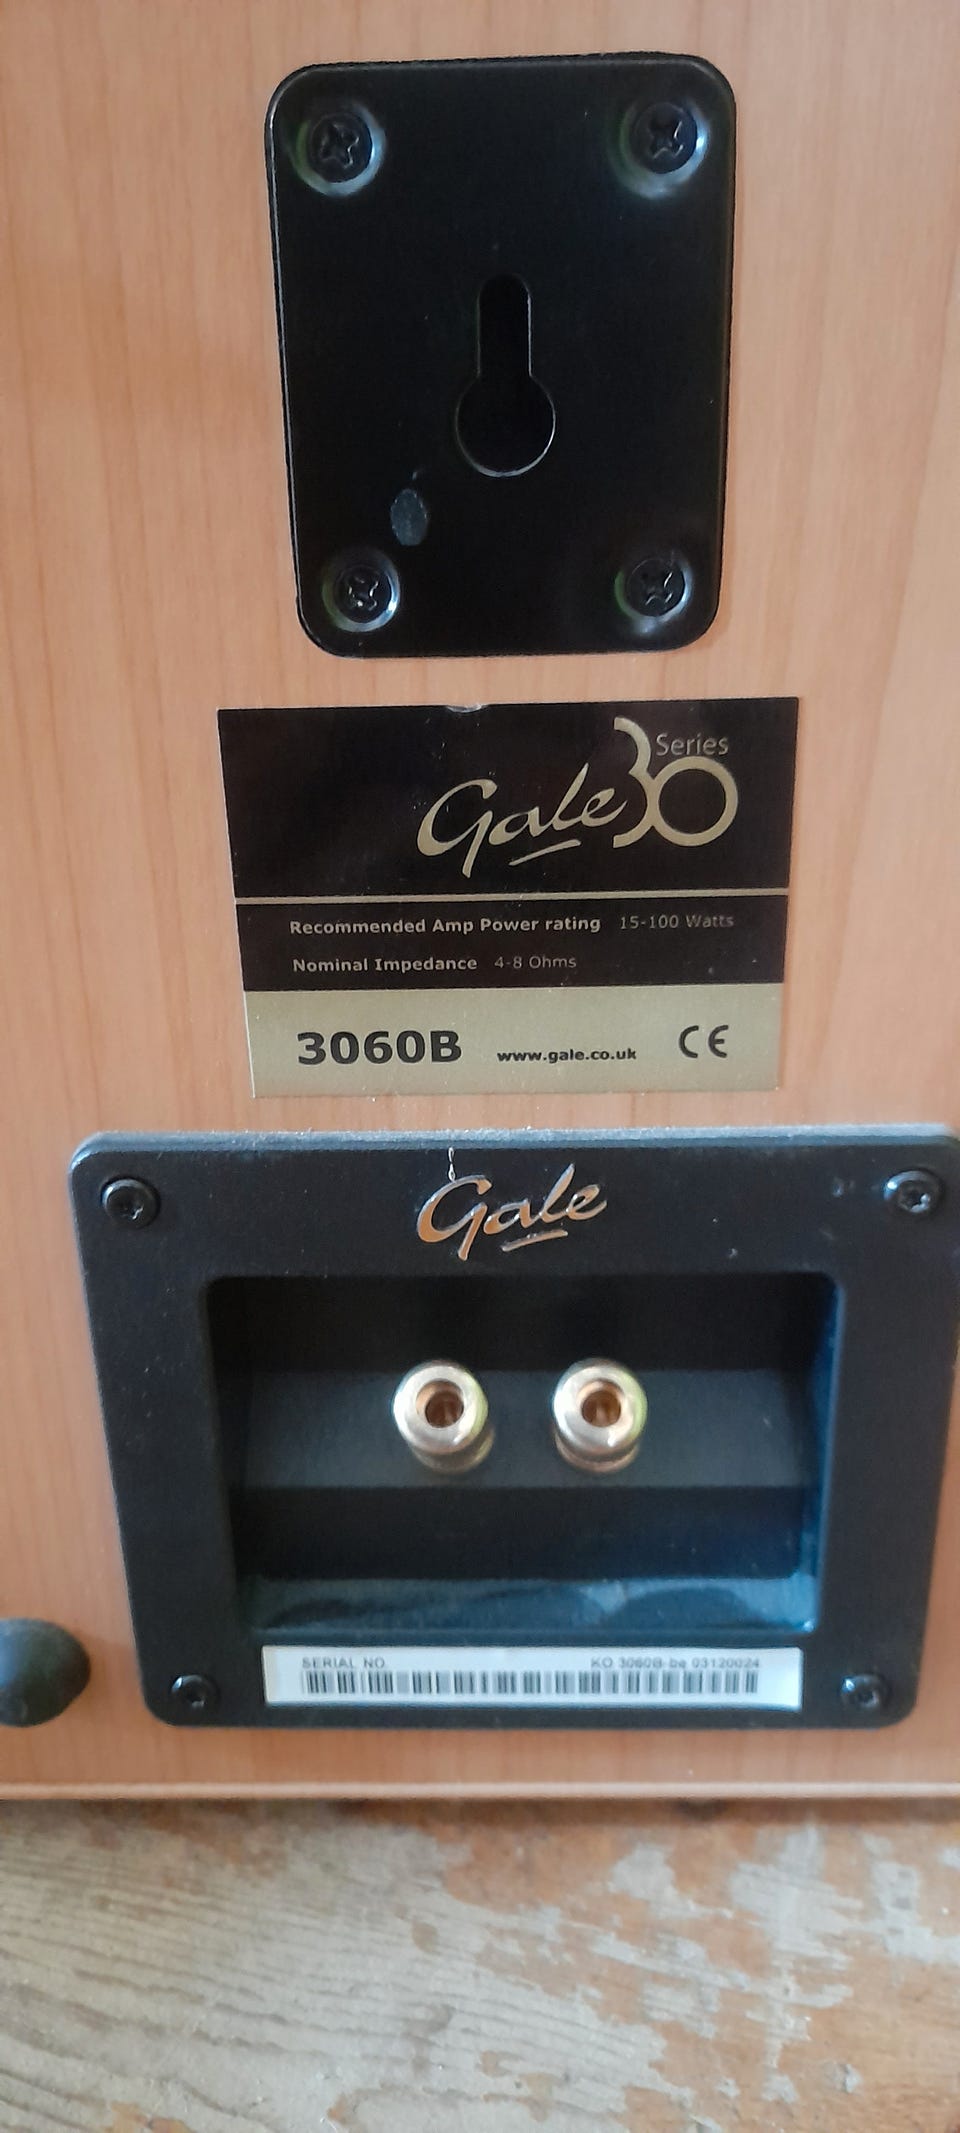 Gale 30 Series
Recommended Amp Power rating 15-100 Watts
Nominal Impedance 4-8 Ohms
3060B www.gale.co.uk CE
Gale
SERIAL NO. KO 3060B-be 03120024